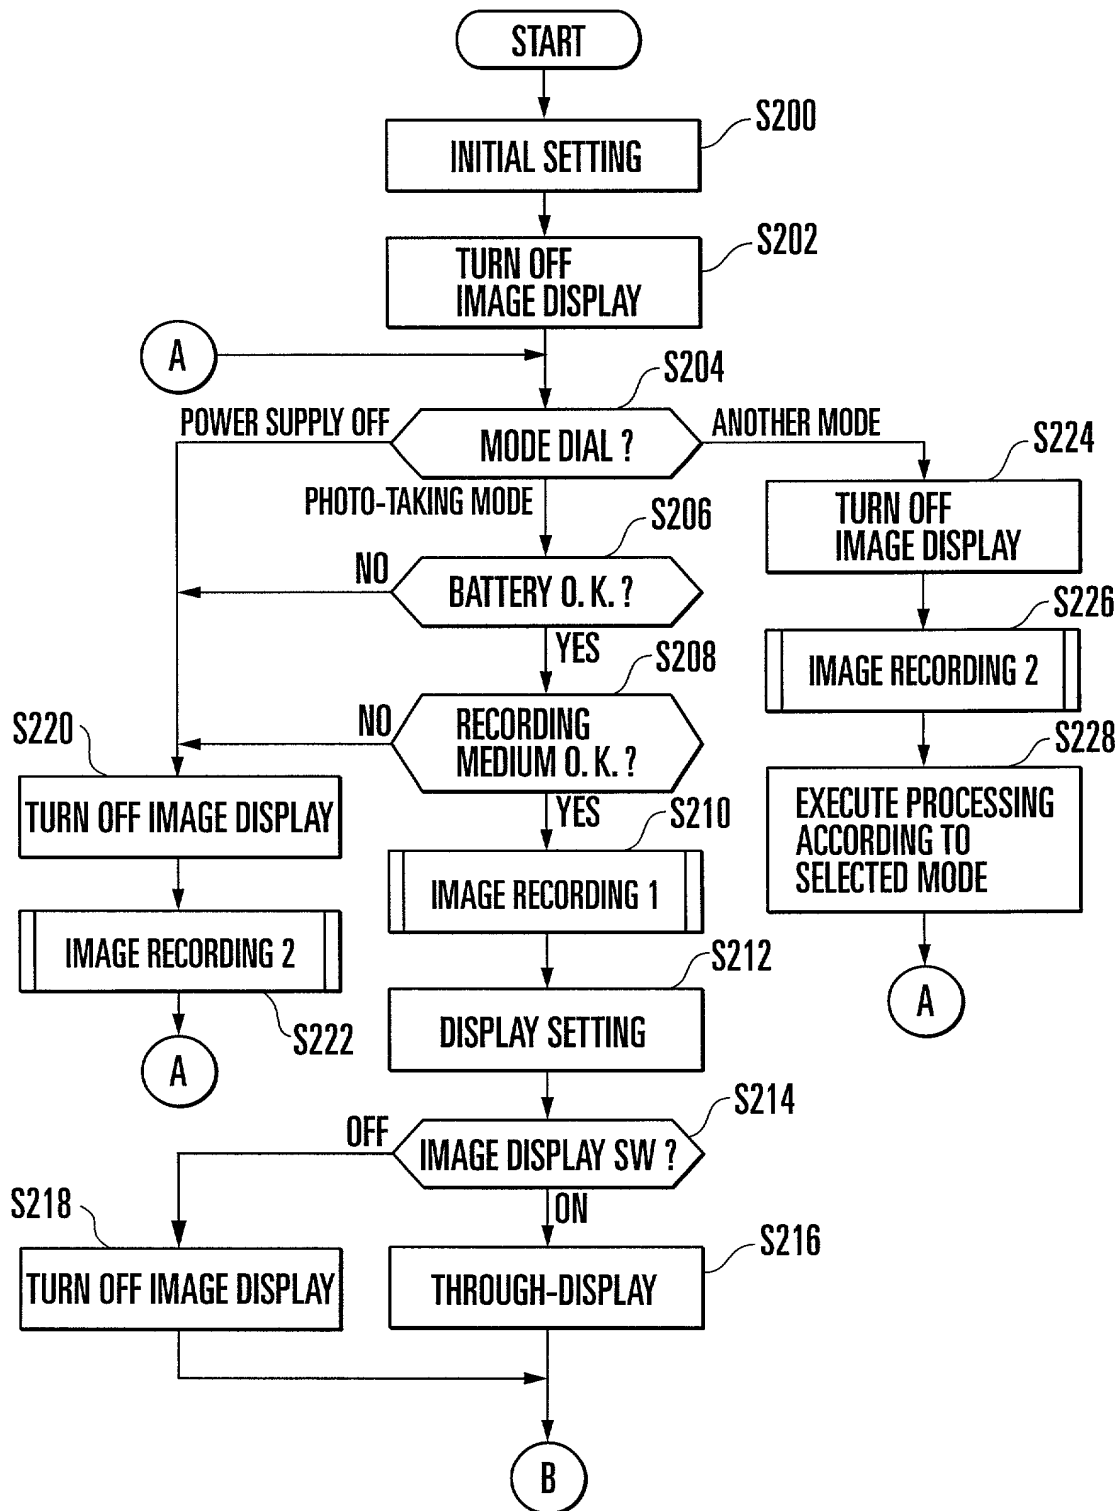 START
S200
INITIAL SETTING
S202
TURN OFF
IMAGE DISPLAY
A
S204
POWER SUPPLY OFF
MODE DIAL ?
ANOTHER MODE
S224
PHOTO-TAKING MODE
TURN OFF
IMAGE DISPLAY
S206
NO
BATTERY O. K. ?
YES
S226
IMAGE RECORDING 2
S208
NO
RECORDING
MEDIUM O. K. ?
YES
S228
EXECUTE PROCESSING
ACCORDING TO
SELECTED MODE
A
S220
TURN OFF IMAGE DISPLAY
S210
IMAGE RECORDING 1
IMAGE RECORDING 2
S222
A
S212
DISPLAY SETTING
S214
OFF
IMAGE DISPLAY SW ?
ON
S218
TURN OFF IMAGE DISPLAY
S216
THROUGH-DISPLAY
B